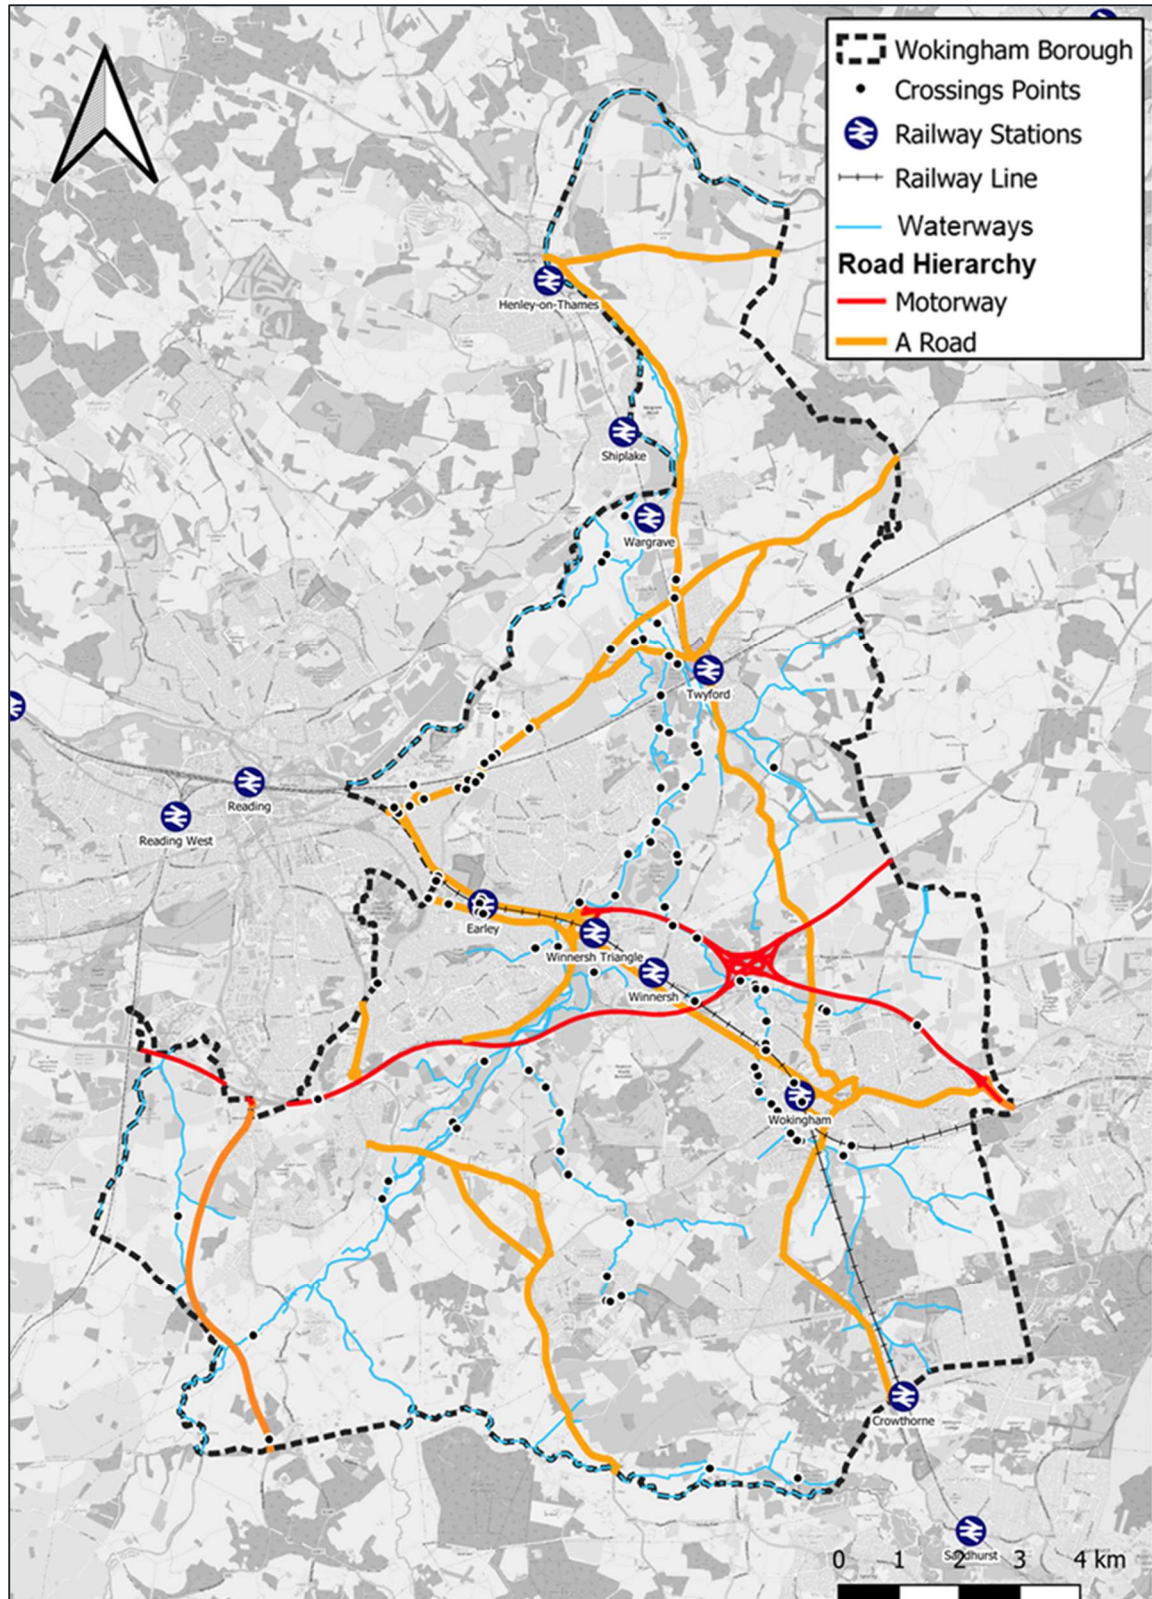 Wokingham Borough
Crossings Points
Railway Stations
Railway Line
Waterways
Road Hierarchy
Motorway
A Road
Henley-on-Thames
Shiplake
Wargrave
Twyford
Reading
Reading West
Earley
Winnersh Triangle
Winnersh
Wokingham
Crowthorne
Sandhurst
0 1 2 3 4 km